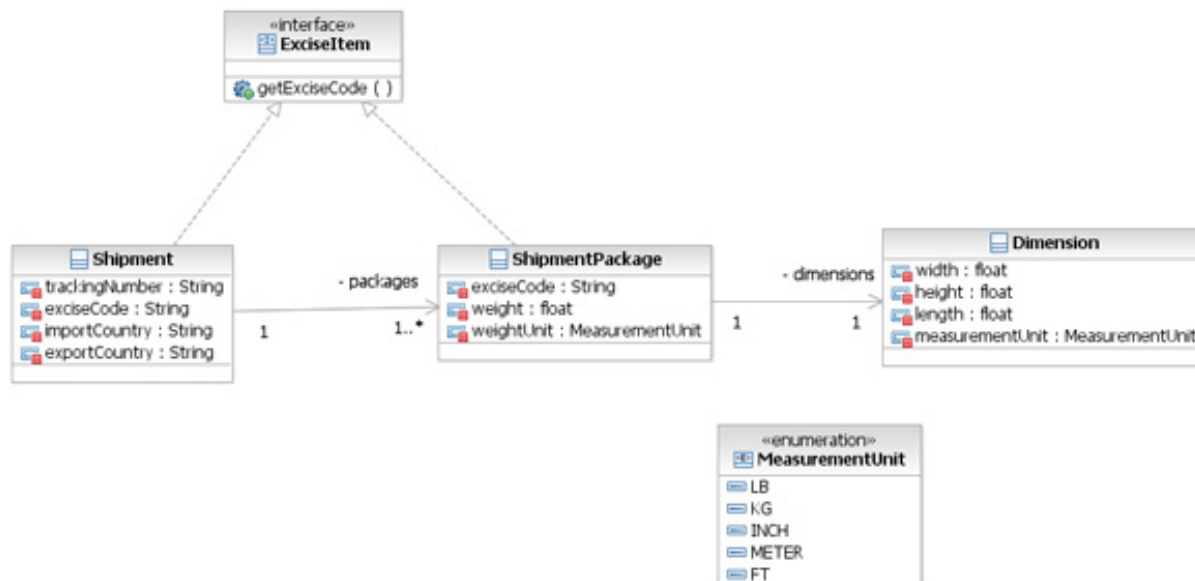 «interface»
ExciseItem
getExciseCode ( )
Shipment
trackingNumber : String
exciseCode : String
importCountry : String
exportCountry : String
- packages
1
1..*
ShipmentPackage
exciseCode : String
weight : float
weightUnit : MeasurementUnit
- dimensions
1
1
Dimension
width : float
height : float
length : float
measurementUnit : MeasurementUnit
«enumeration»
MeasurementUnit
LB
KG
INCH
METER
FT